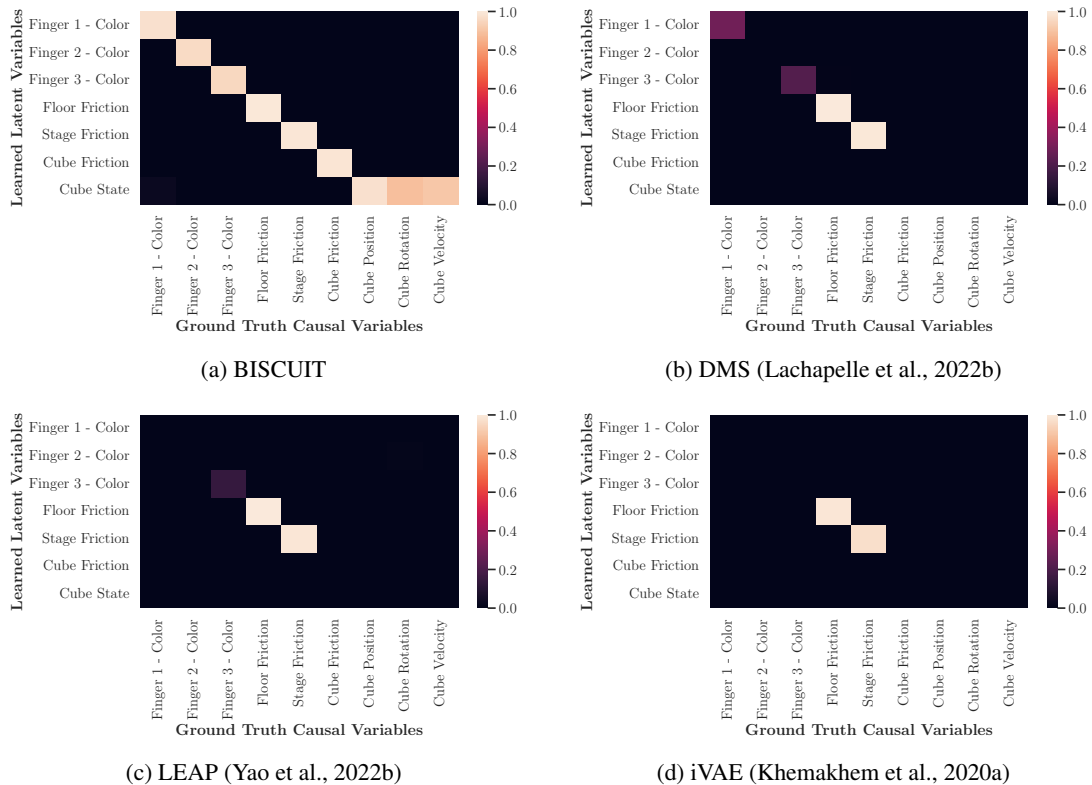 Learned Latent Variables
Finger 1 - Color
Finger 2 - Color
Finger 3 - Color
Floor Friction
Stage Friction
Cube Friction
Cube State
1.0
0.8
0.6
0.4
0.2
0.0
Finger 1 - Color
Finger 2 - Color
Finger 3 - Color
Floor Friction
Stage Friction
Cube Friction
Cube Position
Cube Rotation
Cube Velocity
Ground Truth Causal Variables
(a) BISCUIT
Learned Latent Variables
Finger 1 - Color
Finger 2 - Color
Finger 3 - Color
Floor Friction
Stage Friction
Cube Friction
Cube State
1.0
0.8
0.6
0.4
0.2
0.0
Finger 1 - Color
Finger 2 - Color
Finger 3 - Color
Floor Friction
Stage Friction
Cube Friction
Cube Position
Cube Rotation
Cube Velocity
Ground Truth Causal Variables
(b) DMS (Lachapelle et al., 2022b)
Learned Latent Variables
Finger 1 - Color
Finger 2 - Color
Finger 3 - Color
Floor Friction
Stage Friction
Cube Friction
Cube State
1.0
0.8
0.6
0.4
0.2
0.0
Finger 1 - Color
Finger 2 - Color
Finger 3 - Color
Floor Friction
Stage Friction
Cube Friction
Cube Position
Cube Rotation
Cube Velocity
Ground Truth Causal Variables
(c) LEAP (Yao et al., 2022b)
Learned Latent Variables
Finger 1 - Color
Finger 2 - Color
Finger 3 - Color
Floor Friction
Stage Friction
Cube Friction
Cube State
1.0
0.8
0.6
0.4
0.2
0.0
Finger 1 - Color
Finger 2 - Color
Finger 3 - Color
Floor Friction
Stage Friction
Cube Friction
Cube Position
Cube Rotation
Cube Velocity
Ground Truth Causal Variables
(d) iVAE (Khemakhem et al., 2020a)